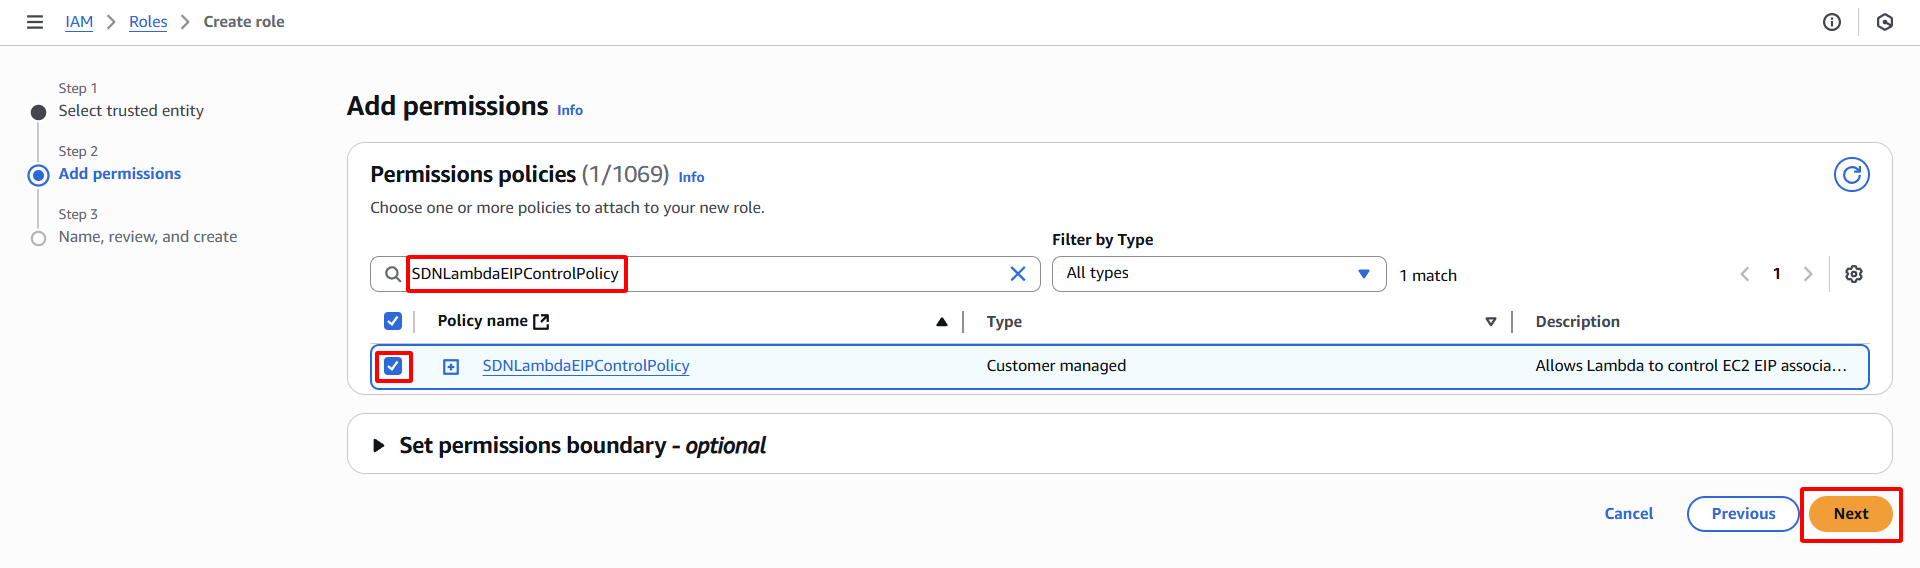 IAM > Roles > Create role
Step 1
Select trusted entity
Step 2
Add permissions
Step 3
Name, review, and create
Add permissions Info
Permissions policies (1/1069) Info
Choose one or more policies to attach to your new role.
Filter by Type
SDNLambdaEIPControlPolicy
All types
1 match
1
Policy name
Type
Description
SDNLambdaEIPControlPolicy
Customer managed
Allows Lambda to control EC2 EIP associa...
Set permissions boundary - optional
Cancel
Previous
Next